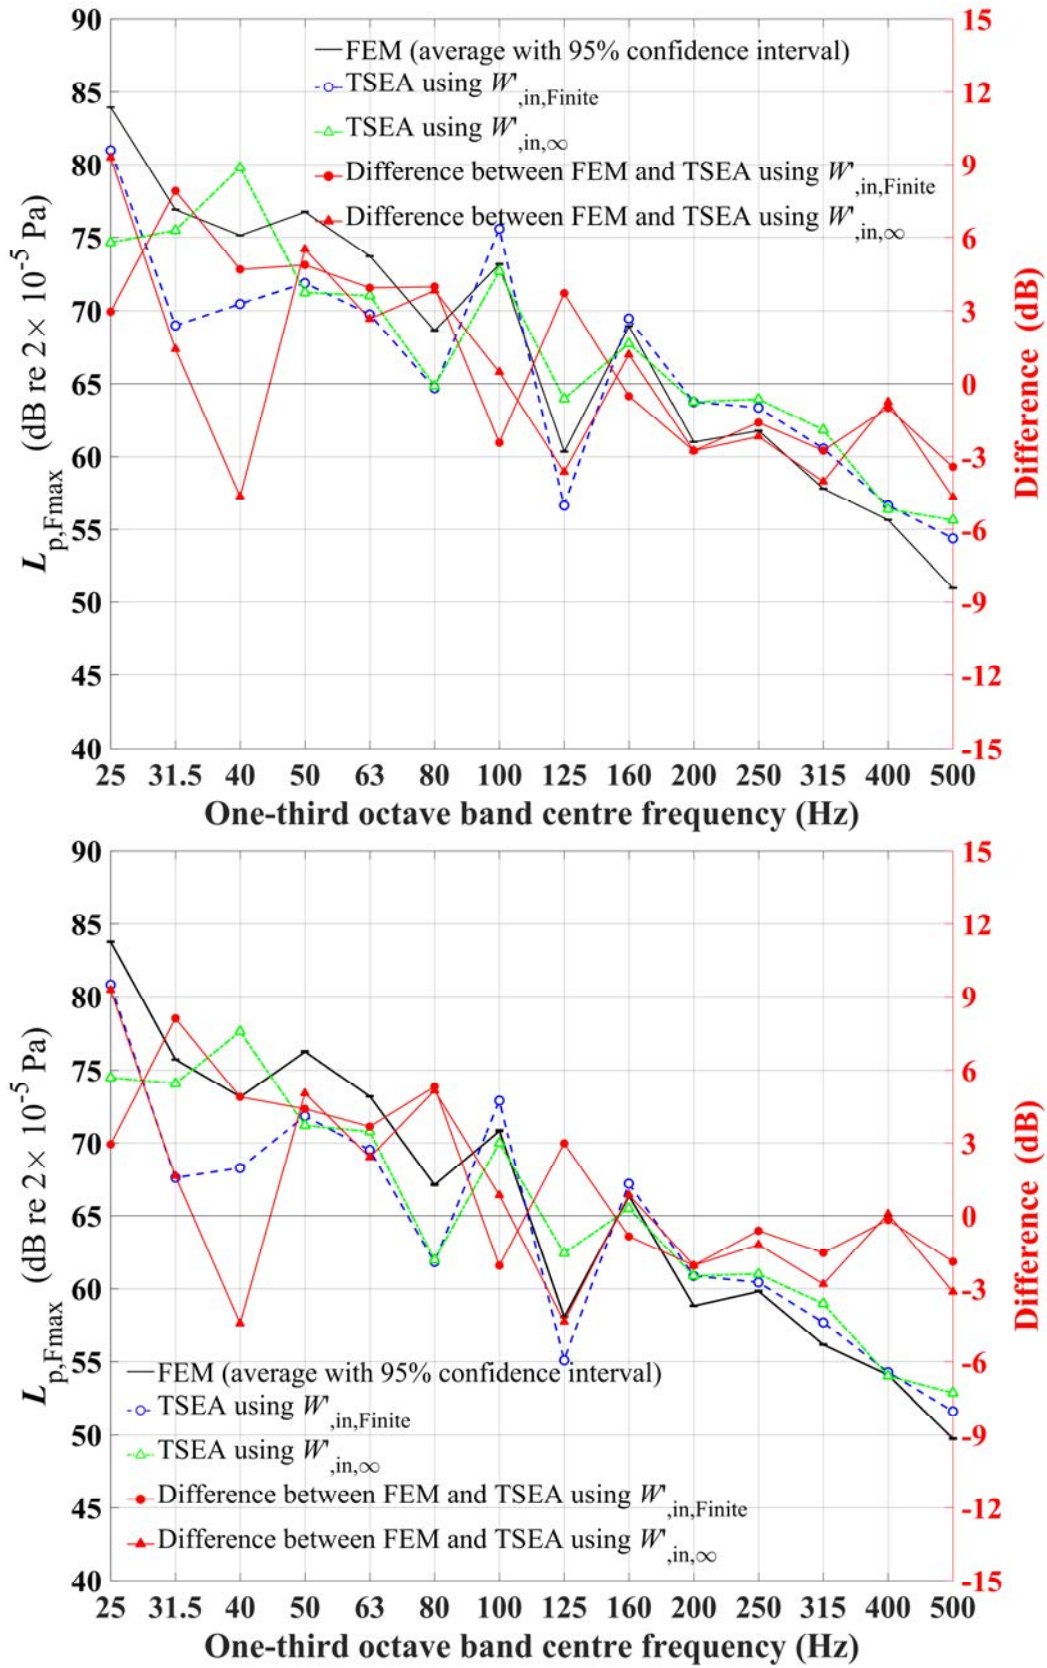 FEM (average with 95% confidence interval)
TSEA using W',in,Finite
TSEA using W',in,∞
Difference between FEM and TSEA using W',in,Finite
Difference between FEM and TSEA using W',in,∞
90
85
80
75
70
65
60
55
50
45
40
L p,Fmax (dB re 2× 10^-5 Pa)
15
12
9
6
3
0
-3
-6
-9
-12
-15
Difference (dB)
25 31.5 40 50 63 80 100 125 160 200 250 315 400 500
One-third octave band centre frequency (Hz)
90
85
80
75
70
65
60
55
50
45
40
L p,Fmax (dB re 2× 10^-5 Pa)
15
12
9
6
3
0
-3
-6
-9
-12
-15
Difference (dB)
FEM (average with 95% confidence interval)
TSEA using W',in,Finite
TSEA using W',in,∞
Difference between FEM and TSEA using W',in,Finite
Difference between FEM and TSEA using W',in,∞
25 31.5 40 50 63 80 100 125 160 200 250 315 400 500
One-third octave band centre frequency (Hz)